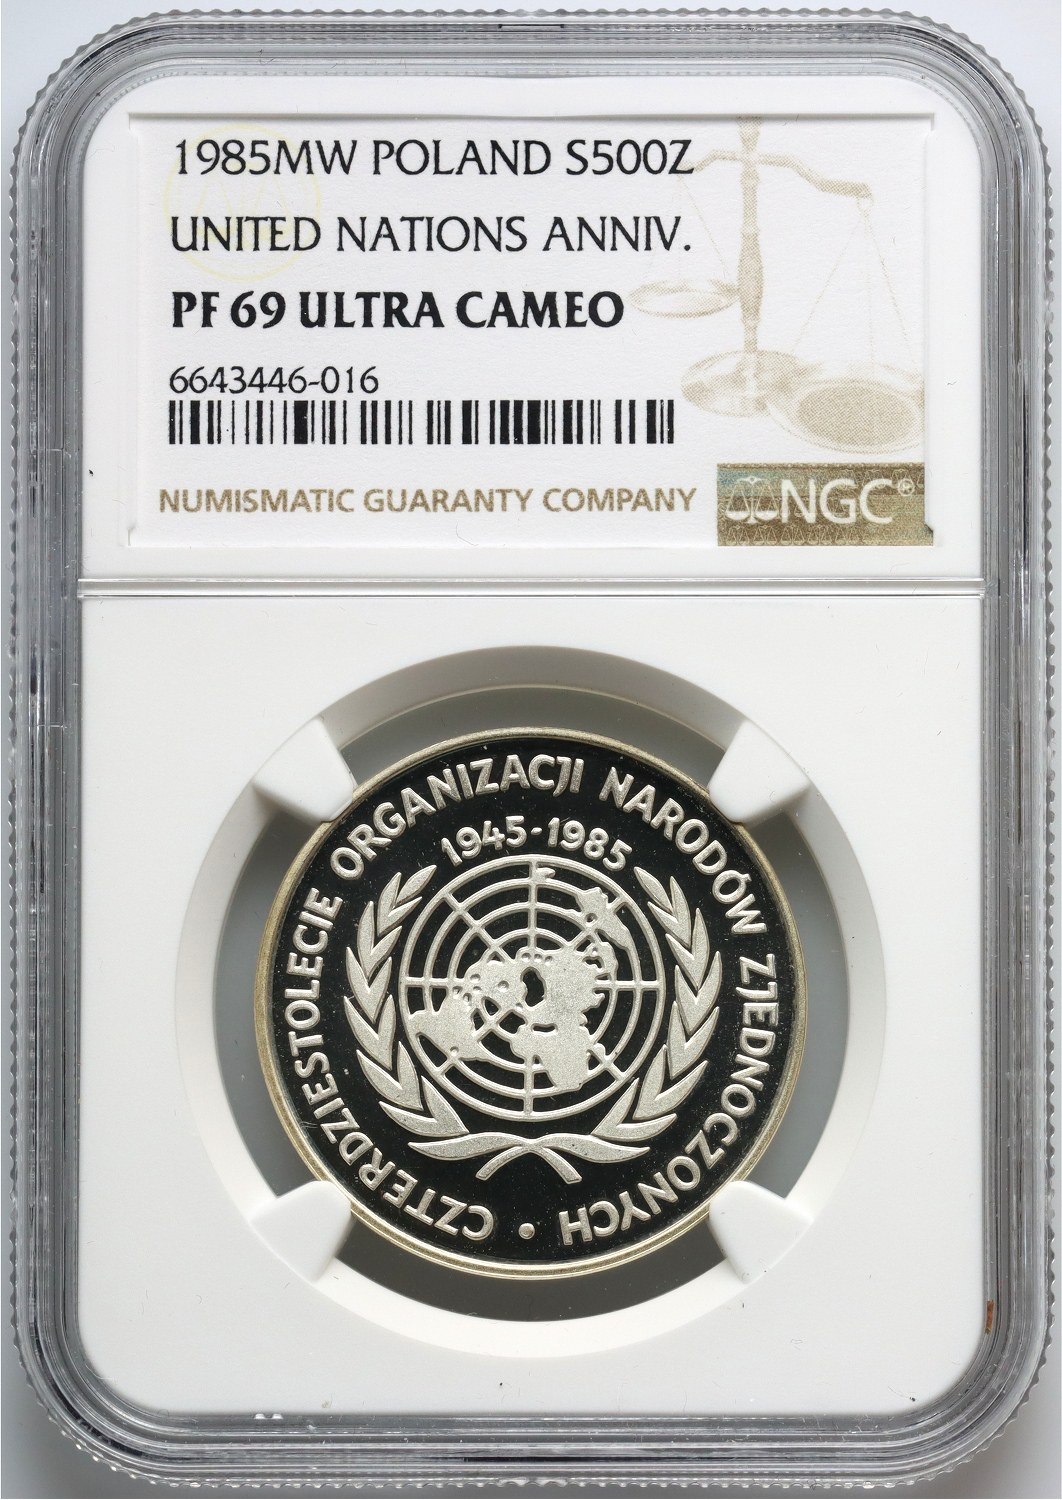 1985MW POLAND S500Z
UNITED NATIONS ANNIV.
PF 69 ULTRA CAMEO
6643446-016
NUMISMATIC GUARANTY COMPANY
NGC®
CZTERDZIESTOLECIE ORGANIZACJI NARODÓW ZJEDNOCZONYCH •
1945-1985